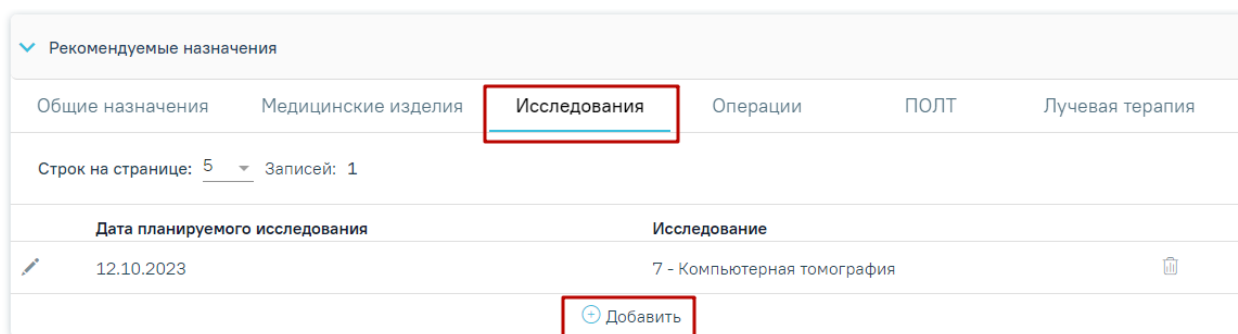 Рекомендуемые назначения
Общие назначения Медицинские изделия Исследования Операции ПОЛТ Лучевая терапия
Строк на странице: 5 Записей: 1
Дата планируемого исследования Исследование
12.10.2023 7 - Компьютерная томография
Добавить